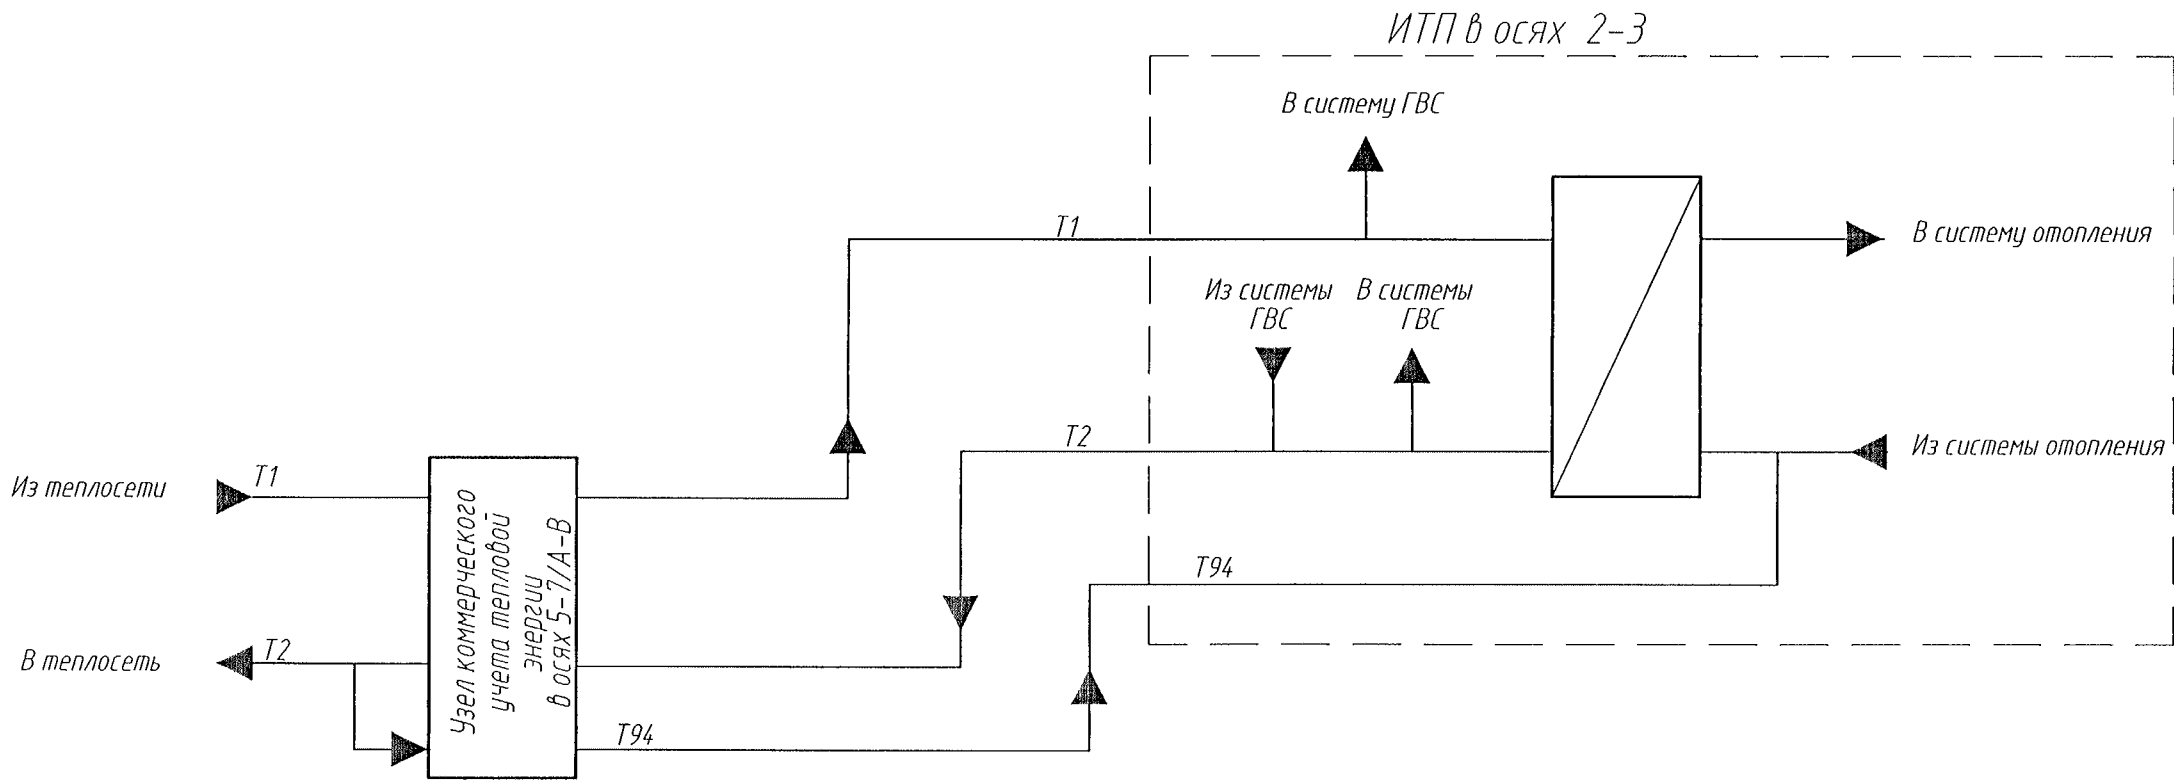 ИТП в осях 2-3
В систему ГВС
Т1
В систему отопления
Из системы
ГВС
В системы
ГВС
Т2
Из системы отопления
Из теплосети
Т1
Узел коммерческого
учета тепловой
энергии
в осях 5-7/А-В
Т94
В теплосеть
Т2
Т94